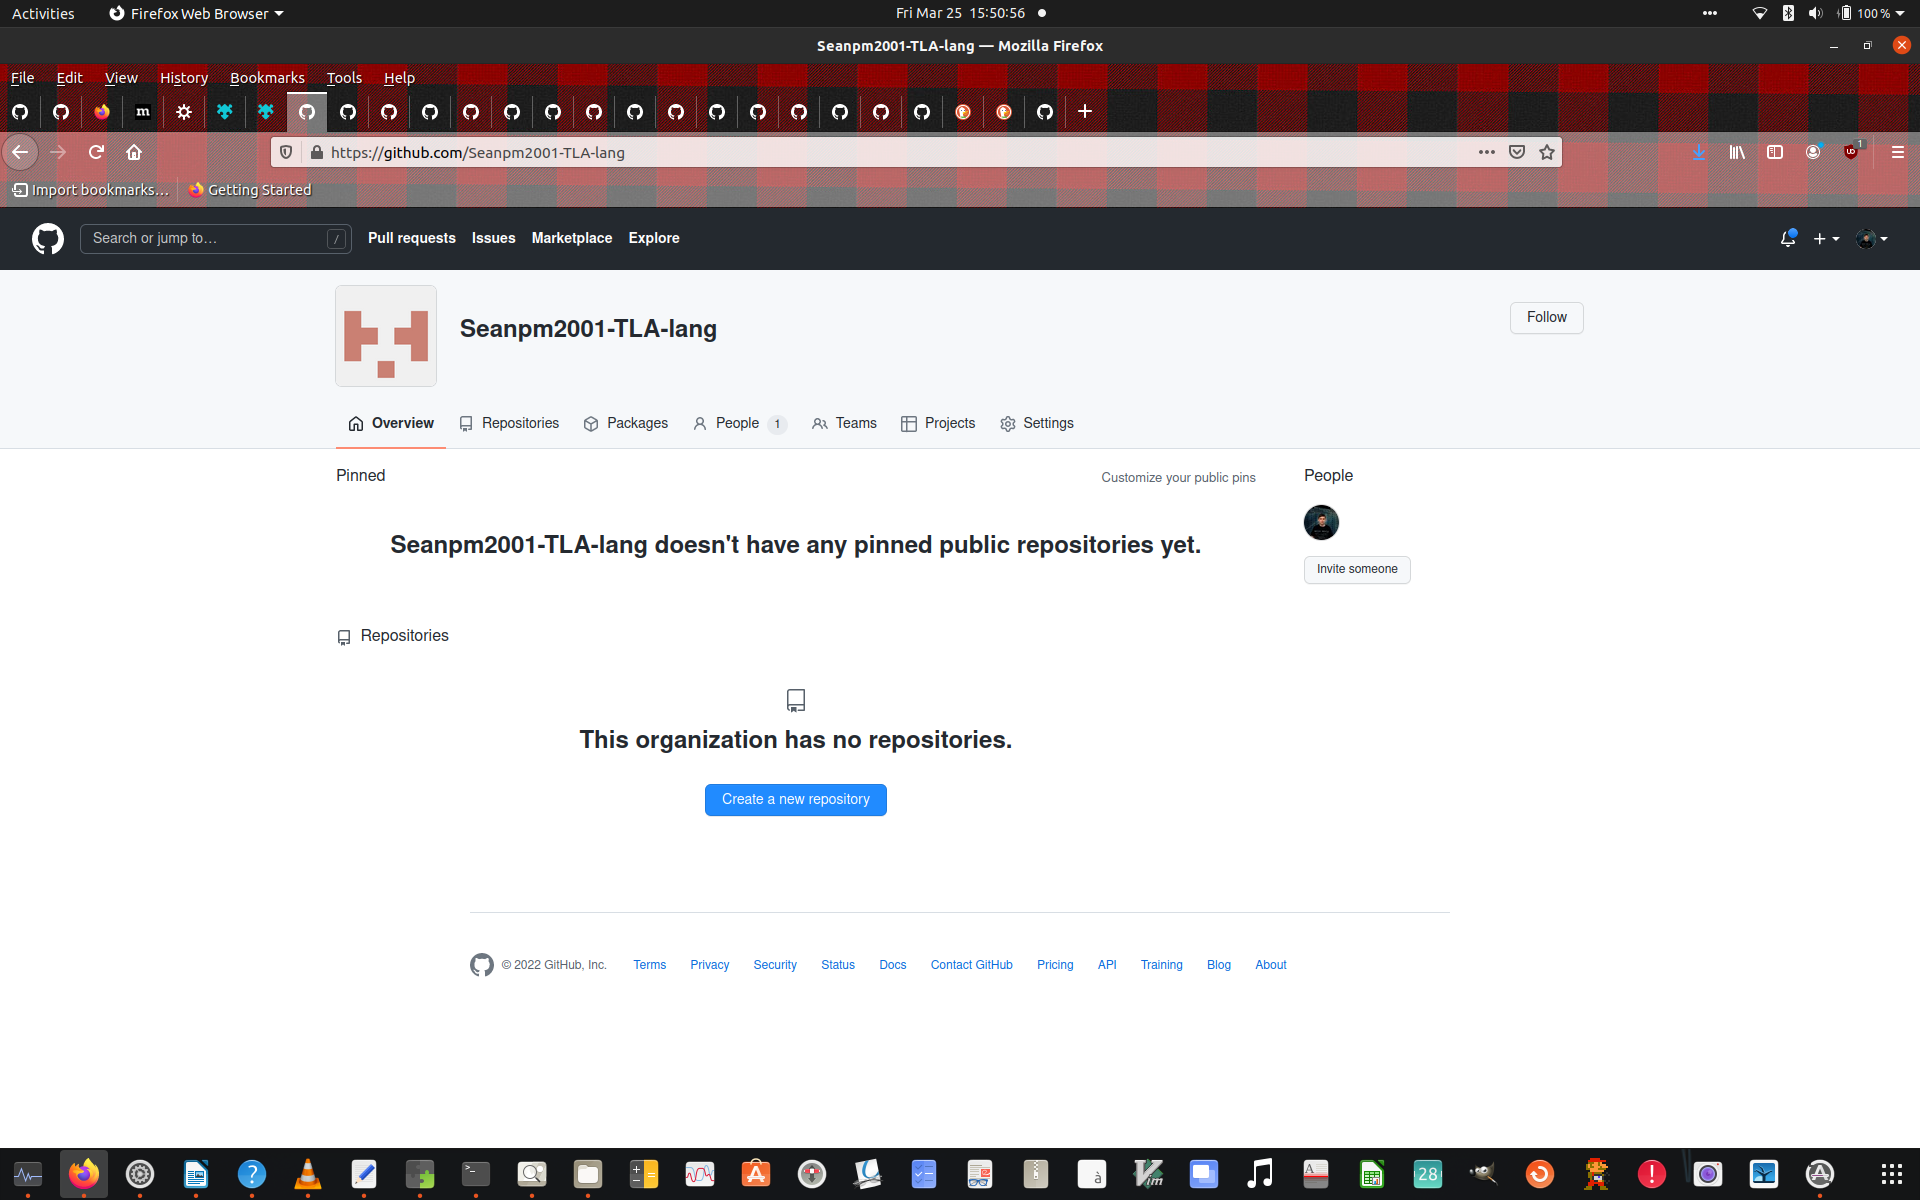 Activities
Firefox Web Browser
Fri Mar 25 15:50:56
100 %
Seanpm2001-TLA-lang — Mozilla Firefox
File Edit View History Bookmarks Tools Help
m
https://github.com/Seanpm2001-TLA-lang
1
Import bookmarks…
Getting Started
Search or jump to…
/
Pull requests Issues Marketplace Explore
Seanpm2001-TLA-lang
Follow
Overview Repositories Packages People 1 Teams Projects Settings
Pinned
Customize your public pins
People
Seanpm2001-TLA-lang doesn't have any pinned public repositories yet.
Invite someone
Repositories
This organization has no repositories.
Create a new repository
© 2022 GitHub, Inc. Terms Privacy Security Status Docs Contact GitHub Pricing API Training Blog About
28